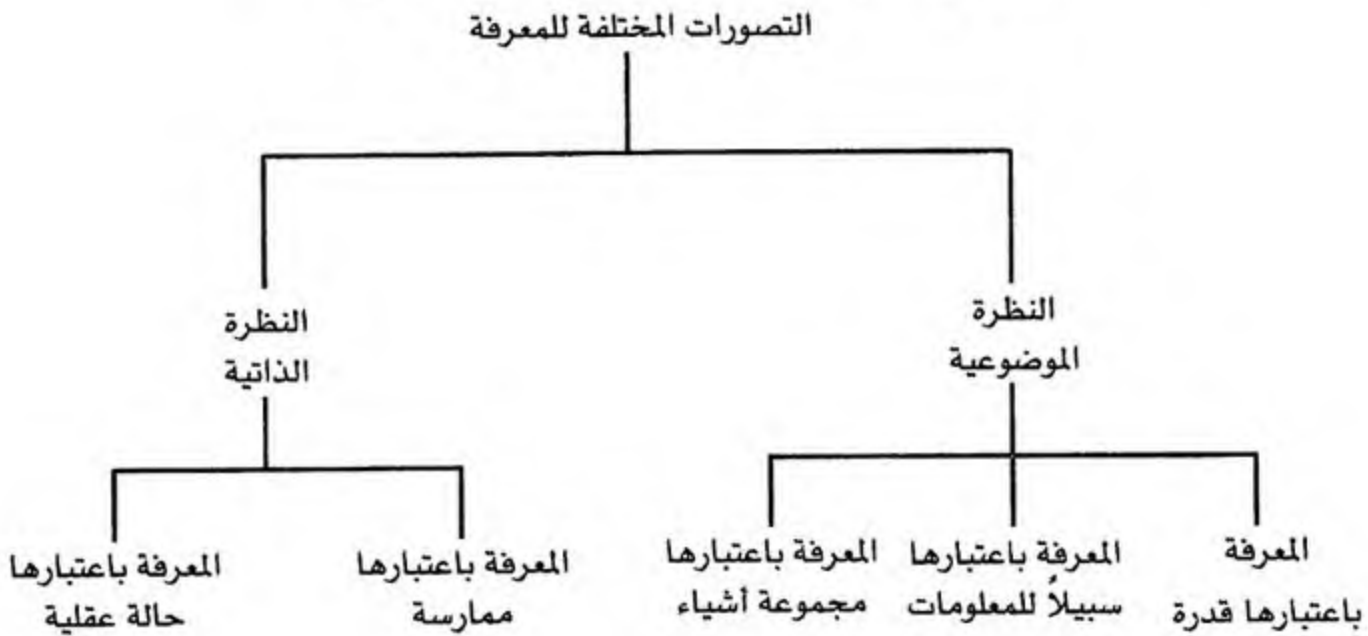 التصورات المختلفة للمعرفة
النظرة
الموضوعية
النظرة
الذاتية
المعرفة
باعتبارها قدرة
المعرفة باعتبارها
سبيلاً للمعلومات
المعرفة باعتبارها
مجموعة أشياء
المعرفة باعتبارها
ممارسة
المعرفة باعتبارها
حالة عقلية